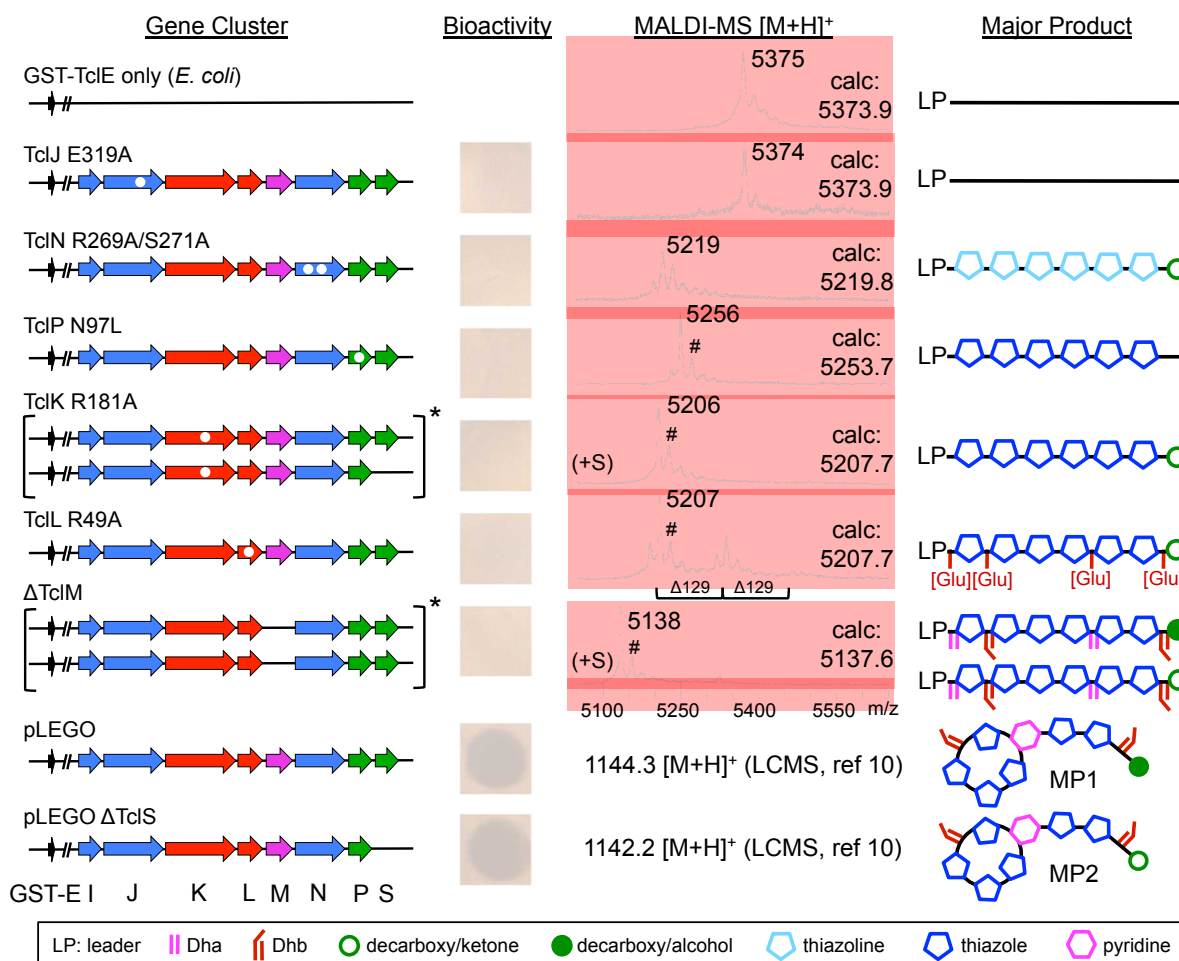 Gene Cluster Bioactivity MALDI-MS [M+H]+ Major Product
GST-TclE only (E. coli)
5375
calc:
5373.9
LP
TclJ E319A
5374
calc:
5373.9
LP
TclN R269A/S271A
5219
calc:
5219.8
LP
TclP N97L
5256
#
calc:
5253.7
LP
TclK R181A
*
(+S)
5206
#
calc:
5207.7
LP
TclL R49A
5207
#
calc:
5207.7
LP
[Glu] [Glu] [Glu] [Glu]
Δ129 Δ129
ΔTclM
*
(+S)
5138
#
calc:
5137.6
LP
LP
5100 5250 5400 5550 m/z
pLEGO
1144.3 [M+H]+ (LCMS, ref 10)
MP1
pLEGO ΔTclS
1142.2 [M+H]+ (LCMS, ref 10)
MP2
GST-E I J K L M N P S
LP: leader Dha Dhb decarboxy/ketone decarboxy/alcohol thiazoline thiazole pyridine